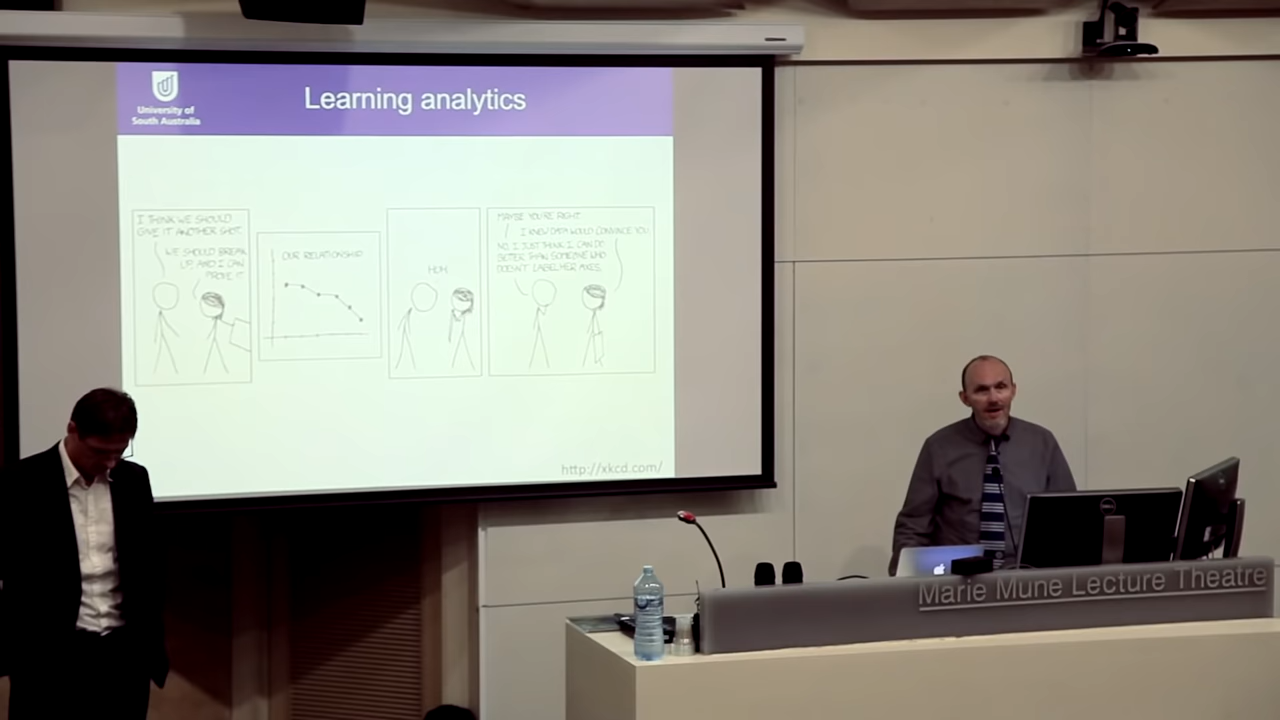 University of
South Australia
Learning analytics
I THINK WE SHOULD
GIVE IT ANOTHER SHOT.
WE SHOULD BREAK
UP, AND I CAN
PROVE IT.
OUR RELATIONSHIP
HUH.
MAYBE YOU'RE RIGHT.
I KNEW DATA WOULD CONVINCE YOU.
NO, I JUST THINK I CAN DO
BETTER THAN SOMEONE WHO
DOESN'T LABEL HER AXES.
http://xkcd.com/
DELL
Marie Mune Lecture Theatre